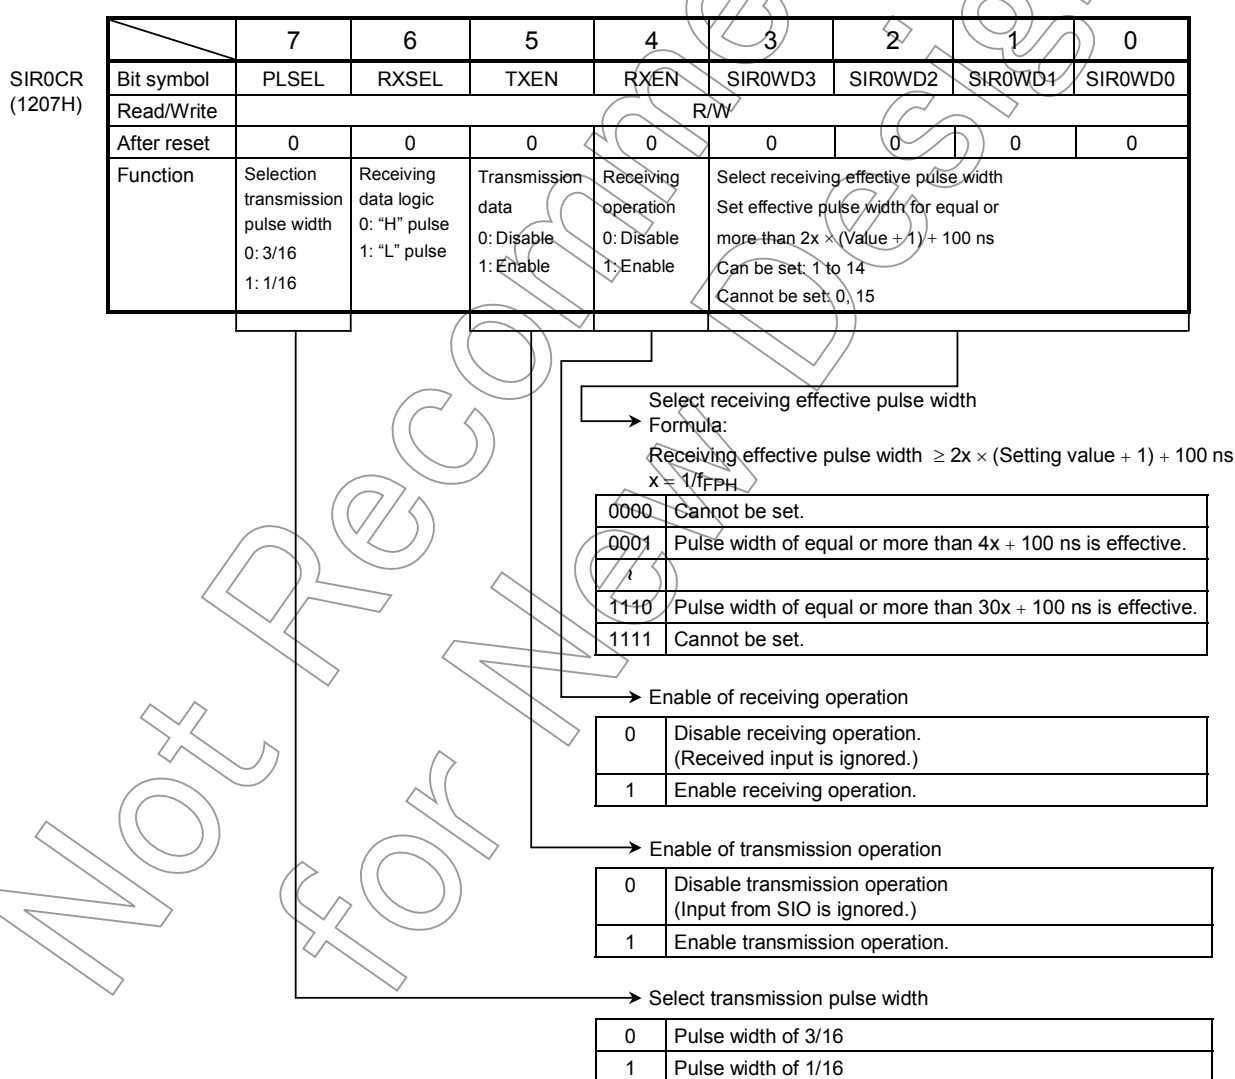 7 6 5 4 3 2 1 0
SIR0CR
(1207H)
Bit symbol PLSEL RXSEL TXEN RXEN SIR0WD3 SIR0WD2 SIR0WD1 SIR0WD0
Read/Write R/W
After reset 0 0 0 0 0 0 0 0
Function
Selection
transmission
pulse width
0: 3/16
1: 1/16
Receiving
data logic
0: “H” pulse
1: “L” pulse
Transmission
data
0: Disable
1: Enable
Receiving
operation
0: Disable
1: Enable
Select receiving effective pulse width
Set effective pulse width for equal or
more than 2x × (Value + 1) + 100 ns
Can be set: 1 to 14
Cannot be set: 0, 15
Select receiving effective pulse width
Formula:
Receiving effective pulse width ≥ 2x × (Setting value + 1) + 100 ns
x = 1/fFPH
0000 Cannot be set.
0001 Pulse width of equal or more than 4x + 100 ns is effective.
~
1110 Pulse width of equal or more than 30x + 100 ns is effective.
1111 Cannot be set.
Enable of receiving operation
0 Disable receiving operation.
(Received input is ignored.)
1 Enable receiving operation.
Enable of transmission operation
0 Disable transmission operation
(Input from SIO is ignored.)
1 Enable transmission operation.
Select transmission pulse width
0 Pulse width of 3/16
1 Pulse width of 1/16
Not Recomme
for New Desig